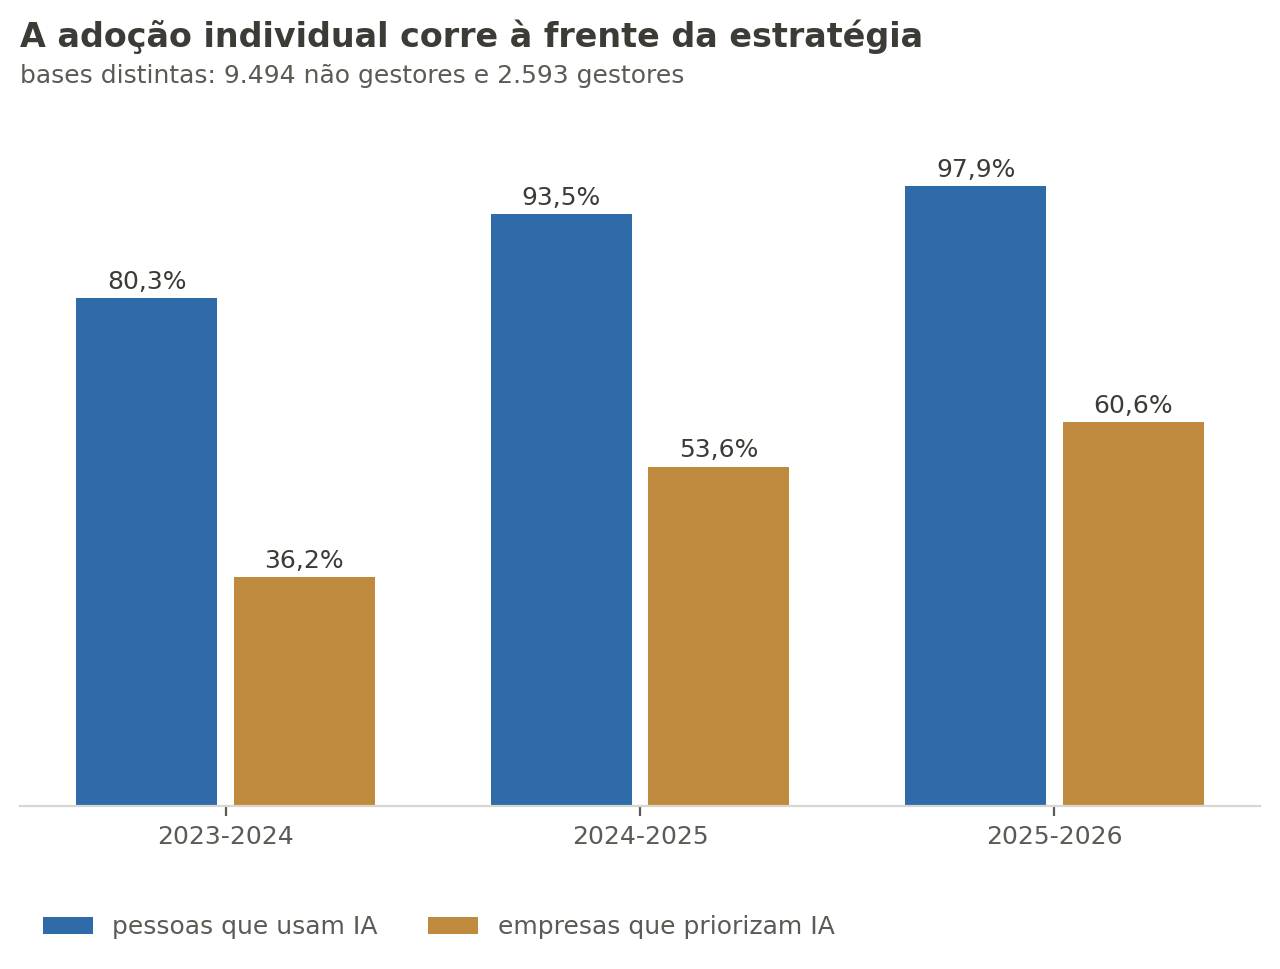 A adoção individual corre à frente da estratégia
bases distintas: 9.494 não gestores e 2.593 gestores
97,9%
93,5%
80,3%
60,6%
53,6%
36,2%
2023-2024 2024-2025 2025-2026
pessoas que usam IA empresas que priorizam IA